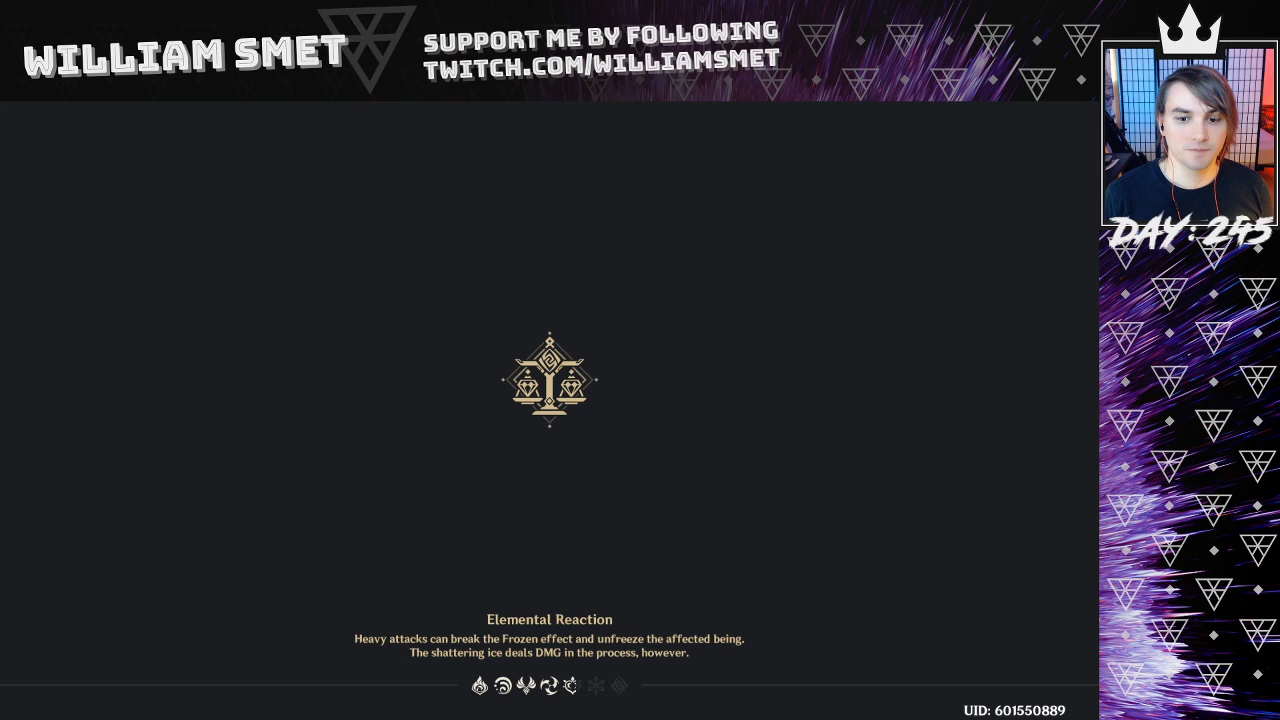 WILLIAM SMET
SUPPORT ME BY FOLLOWING
TWITCH.COM/WILLIAMSMET
DAY: 245
Elemental Reaction
Heavy attacks can break the Frozen effect and unfreeze the affected being.
The shattering ice deals DMG in the process, however.
UID: 601550889